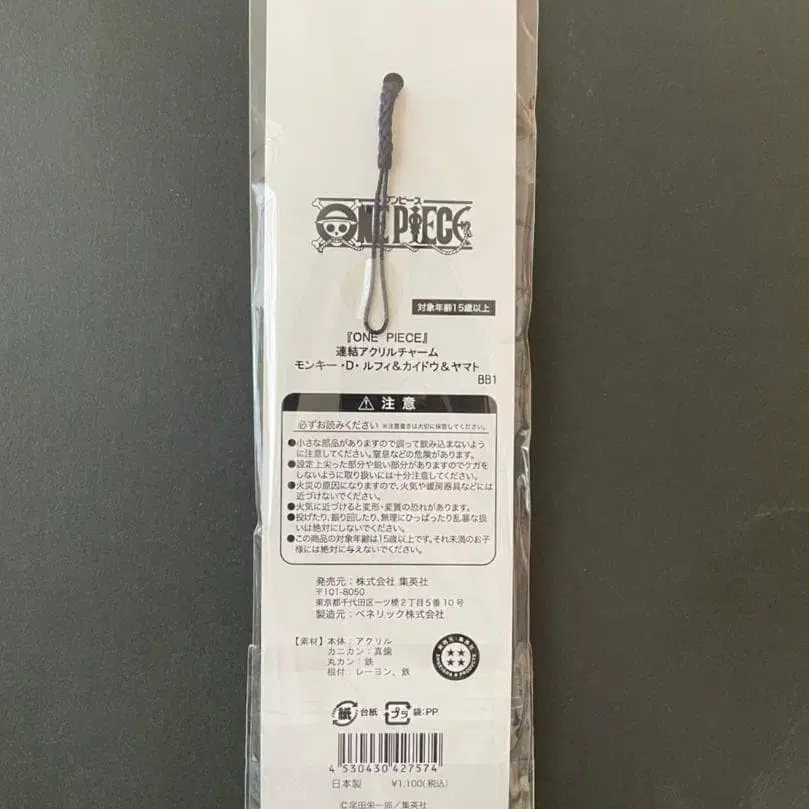 ワンピース
ONE PIECE
対象年齢15歳以上
『ONE PIECE』
連結アクリルチャーム
モンキー・D・ルフィ&カイドウ&ヤマト
BB1
⚠ 注意
必ずお読みください ※注意書きは大切に保管してください。
●小さな部品がありますので誤って飲み込まないよう
に注意してください。窒息などの危険があります。
●設定上尖った部分や鋭い部分がありますのでケガを
しないように取り扱いには十分注意してください。
●火災の原因になりますので、火気や暖房器具などには
近づけないでください。
●火気に近づけると変形・変質の恐れがあります。
●投げたり、振り回したり、無理にひっぱったり乱暴な扱
いは絶対にしないでください。
●この商品の対象年齢は15歳以上です。それ未満のお子
様には絶対に与えないでください。
発売元:株式会社 集英社
〒101-8050
東京都千代田区一ツ橋2丁目5番10号
製造元:ベネリック株式会社
【素材】本体:アクリル
カニカン:真鍮
丸カン:鉄
根付:レーヨン、鉄
紙 台紙 プラ 袋:PP
4 530430 427574
日本製 ¥1,100(税込)
©尾田栄一郎/集英社